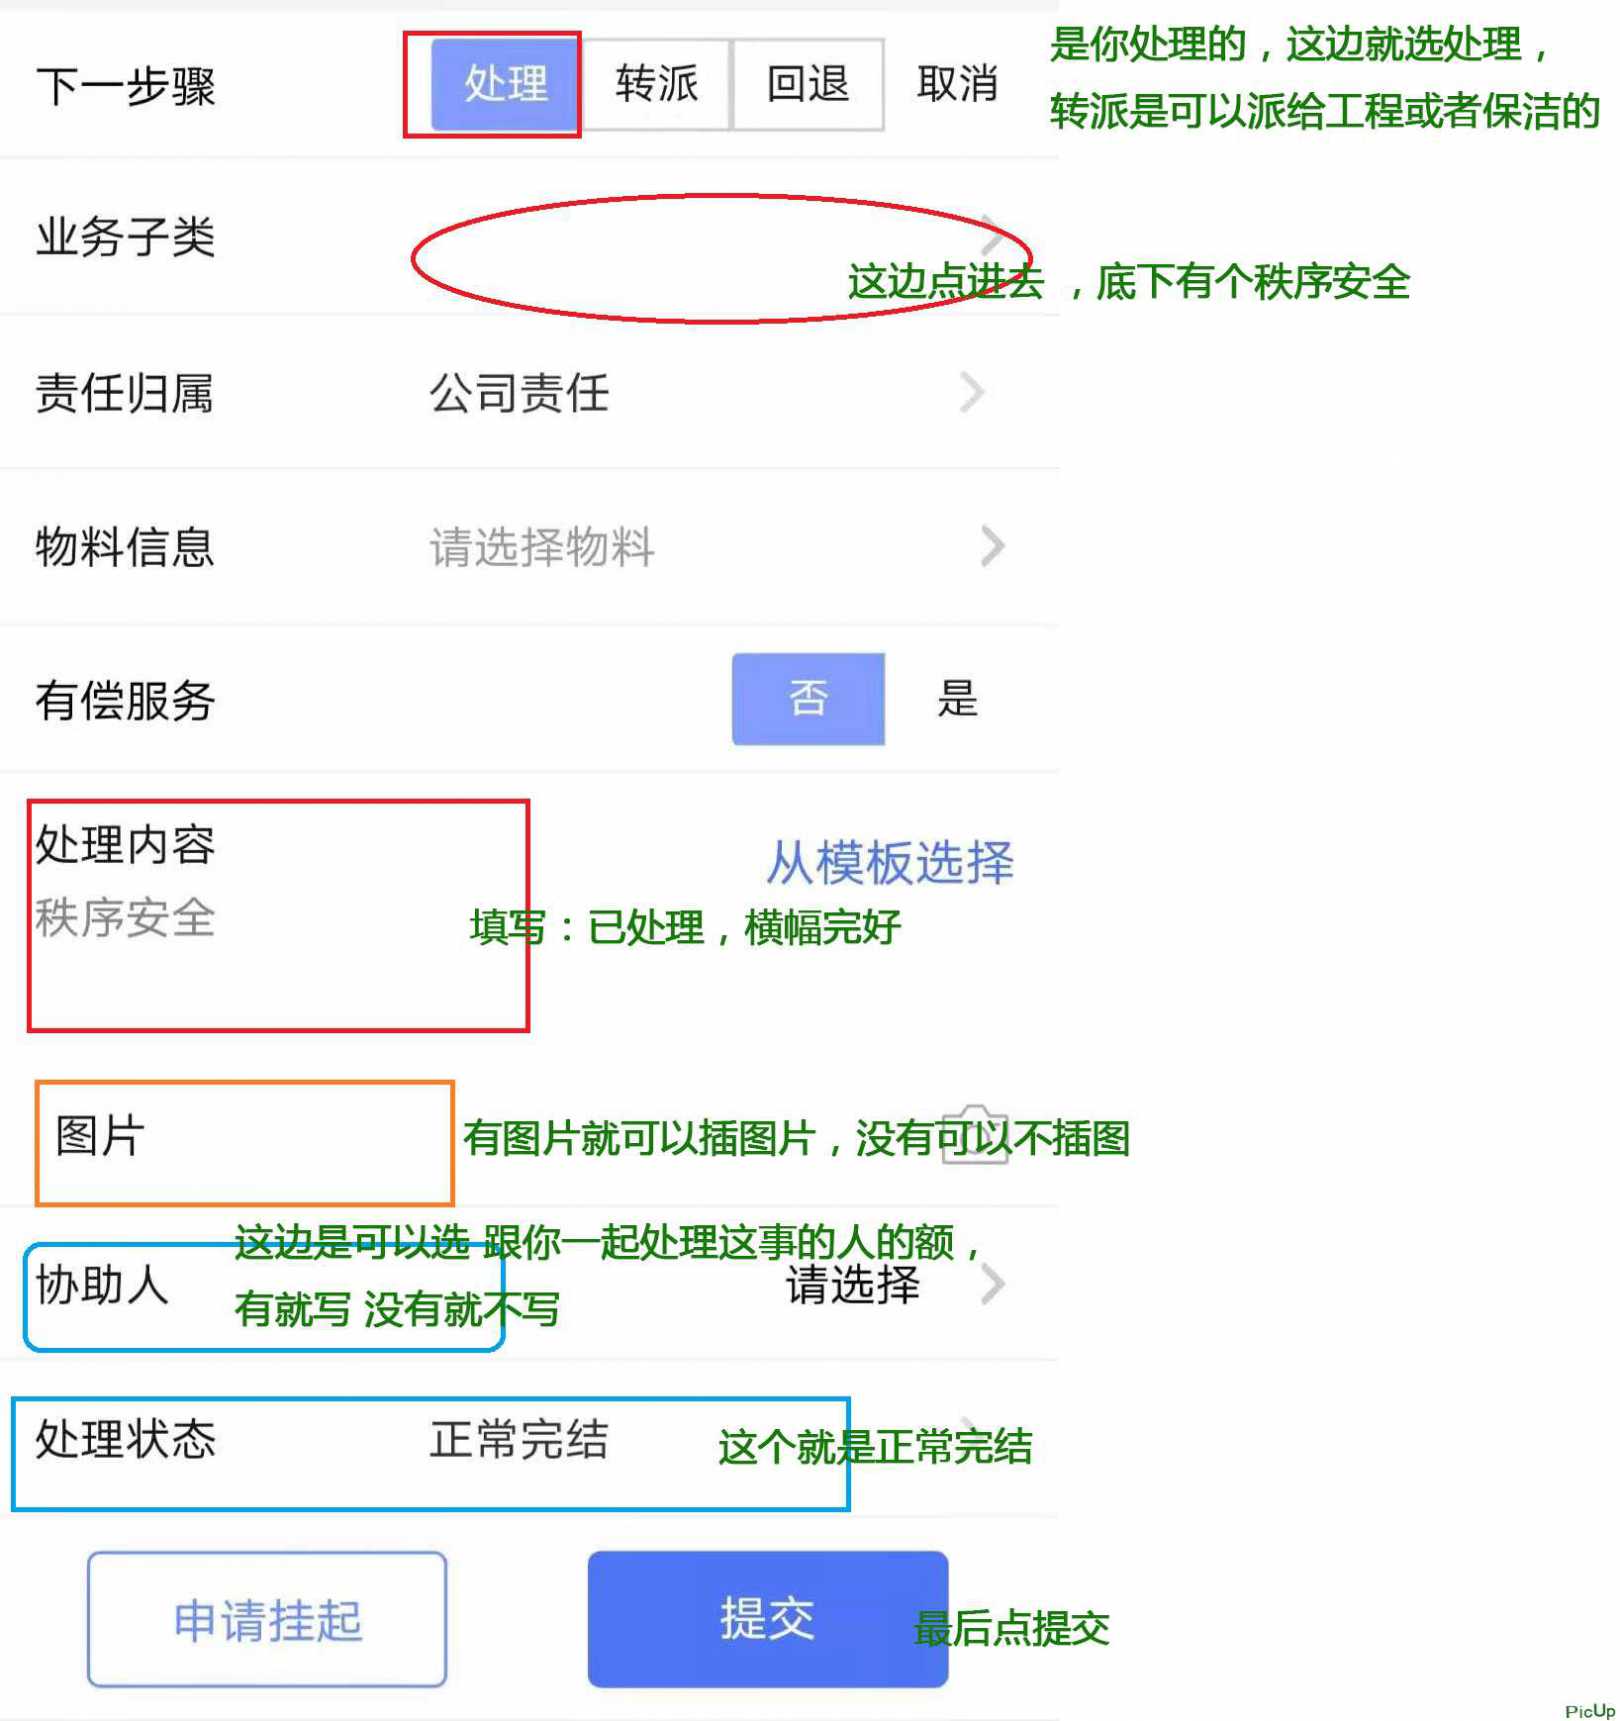 下一步骤 处理 转派 回退 取消
是你处理的，这边就选处理，
转派是可以派给工程或者保洁的
业务子类
这边点进去 ，底下有个秩序安全
责任归属 公司责任
物料信息 请选择物料
有偿服务 否 是
处理内容
从模板选择
秩序安全
填写：已处理，横幅完好
图片
有图片就可以插图片，没有可以不插图
这边是可以选 跟你一起处理这事的人的额，
协助人 请选择
有就写 没有就不写
处理状态 正常完结
这个就是正常完结
申请挂起 提交
最后点提交
PicUp